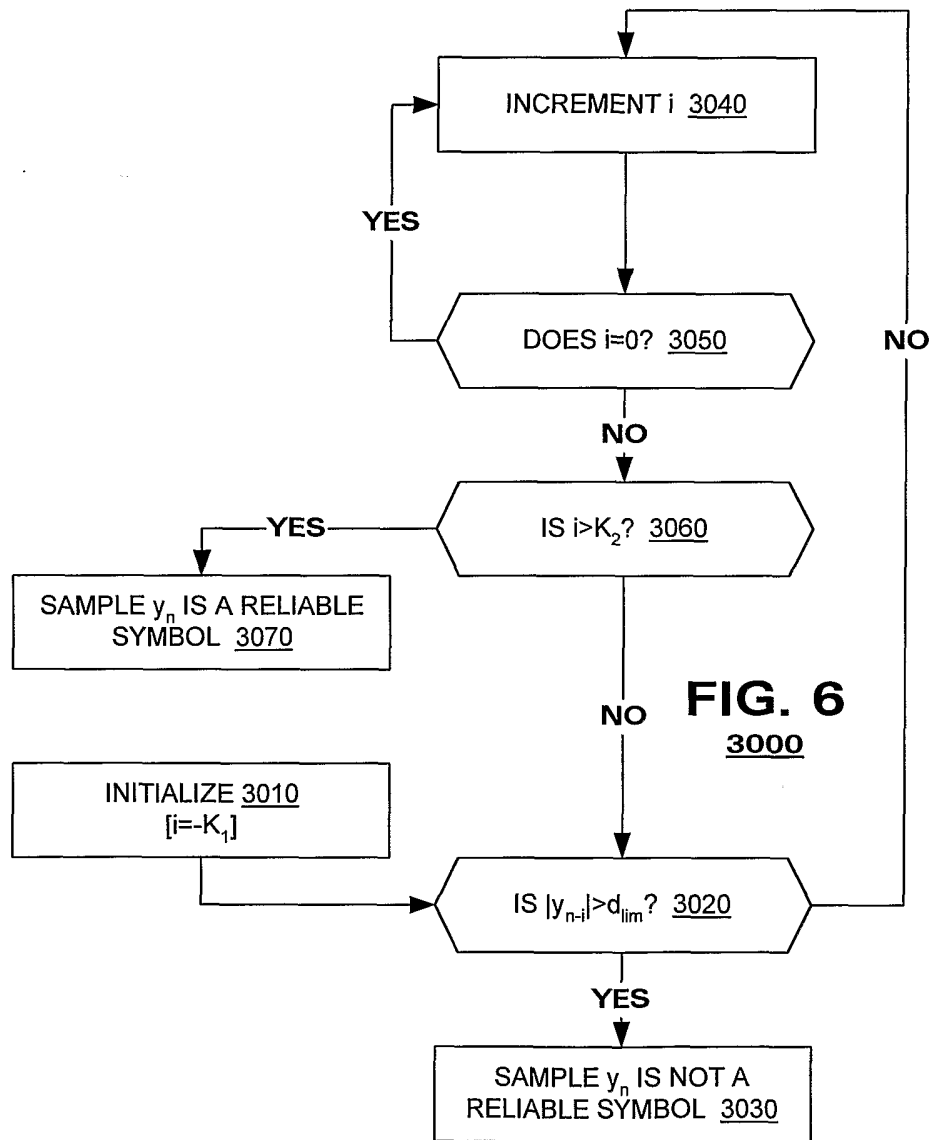 INCREMENT i 3040
YES
DOES i=0? 3050
NO
NO
IS i>K₂? 3060
YES
SAMPLE yₙ IS A RELIABLE
SYMBOL 3070
NO
FIG. 6
3000
INITIALIZE 3010
[i=-K₁]
IS |yₙ₋ᵢ|>d_lim? 3020
YES
SAMPLE yₙ IS NOT A
RELIABLE SYMBOL 3030